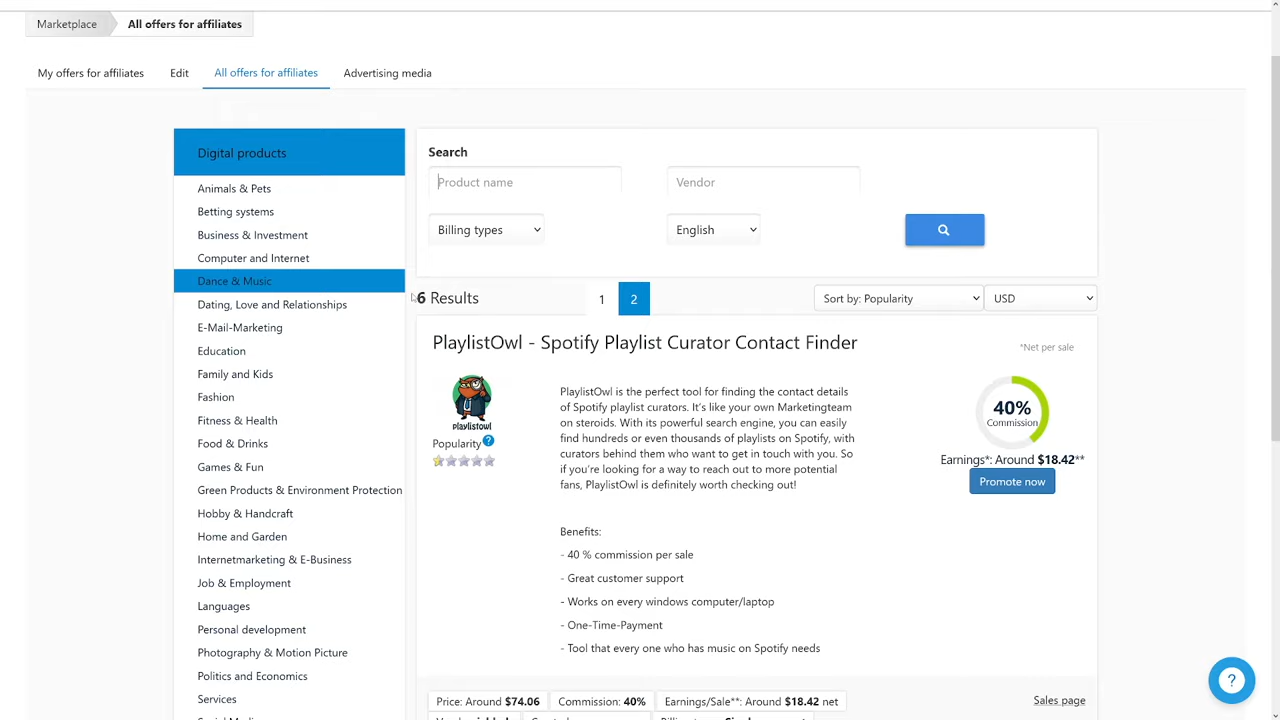 Marketplace
All offers for affiliates
My offers for affiliates
Edit
All offers for affiliates
Advertising media
Digital products
Animals & Pets
Betting systems
Business & Investment
Computer and Internet
Dance & Music
Dating, Love and Relationships
E-Mail-Marketing
Education
Family and Kids
Fashion
Fitness & Health
Food & Drinks
Games & Fun
Green Products & Environment Protection
Hobby & Handcraft
Home and Garden
Internetmarketing & E-Business
Job & Employment
Languages
Personal development
Photography & Motion Picture
Politics and Economics
Services
Search
Product name
Vendor
Billing types
English
6 Results
1
2
Sort by: Popularity
USD
PlaylistOwl - Spotify Playlist Curator Contact Finder
*Net per sale
playlistowl
Popularity ?
PlaylistOwl is the perfect tool for finding the contact details
of Spotify playlist curators. It's like your own Marketingteam
on steroids. With its powerful search engine, you can easily
find hundreds or even thousands of playlists on Spotify, with
curators behind them who want to get in touch with you. So
if you're looking for a way to reach out to more potential
fans, PlaylistOwl is definitely worth checking out!
Benefits:
- 40 % commission per sale
- Great customer support
- Works on every windows computer/laptop
- One-Time-Payment
- Tool that every one who has music on Spotify needs
40%
Commission
Earnings*: Around $18.42**
Promote now
Price: Around $74.06
Commission: 40%
Earnings/Sale**: Around $18.42 net
Sales page
?